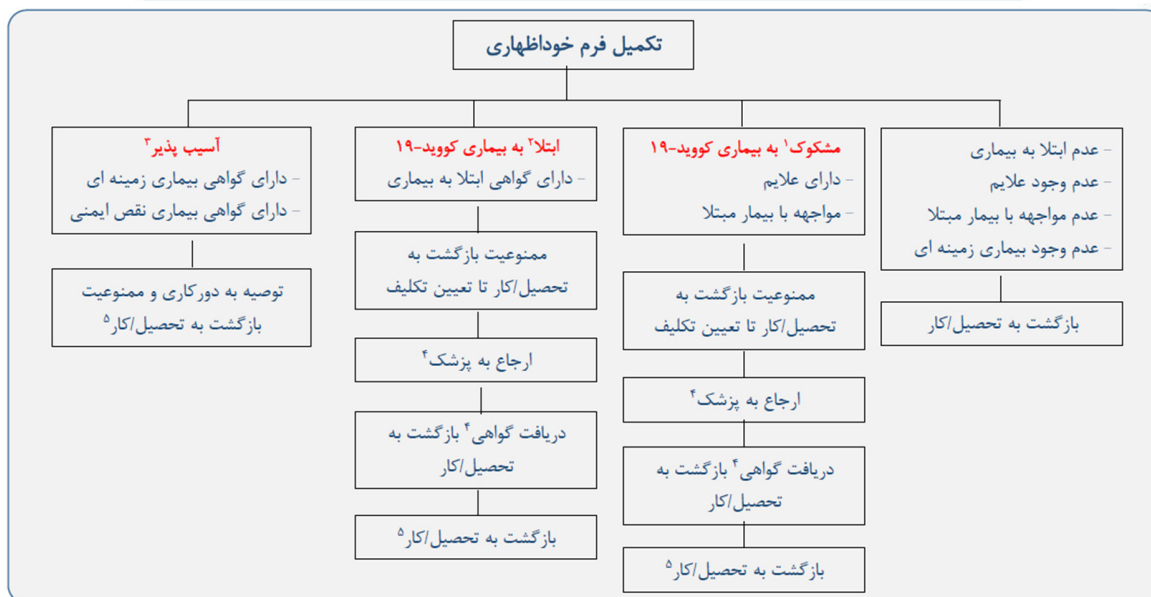 تکمیل فرم خوداظهاری
- عدم ابتلا به بیماری
- عدم وجود علایم
- عدم مواجهه با بیمار مبتلا
- عدم وجود بیماری زمینه ای
بازگشت به تحصیل/کار
مشکوک۱ به بیماری کووید-۱۹
- دارای علایم
- مواجهه با بیمار مبتلا
ممنوعیت بازگشت به
تحصیل/کار تا تعیین تکلیف
ارجاع به پزشک۴
دریافت گواهی۴ بازگشت به
تحصیل/کار
بازگشت به تحصیل/کار۵
ابتلا۲ به بیماری کووید-۱۹
- دارای گواهی ابتلا به بیماری
ممنوعیت بازگشت به
تحصیل/کار تا تعیین تکلیف
ارجاع به پزشک۴
دریافت گواهی۴ بازگشت به
تحصیل/کار
بازگشت به تحصیل/کار۵
آسیب پذیر۳
- دارای گواهی بیماری زمینه ای
- دارای گواهی بیماری نقص ایمنی
توصیه به دورکاری و ممنوعیت
بازگشت به تحصیل/کار۵